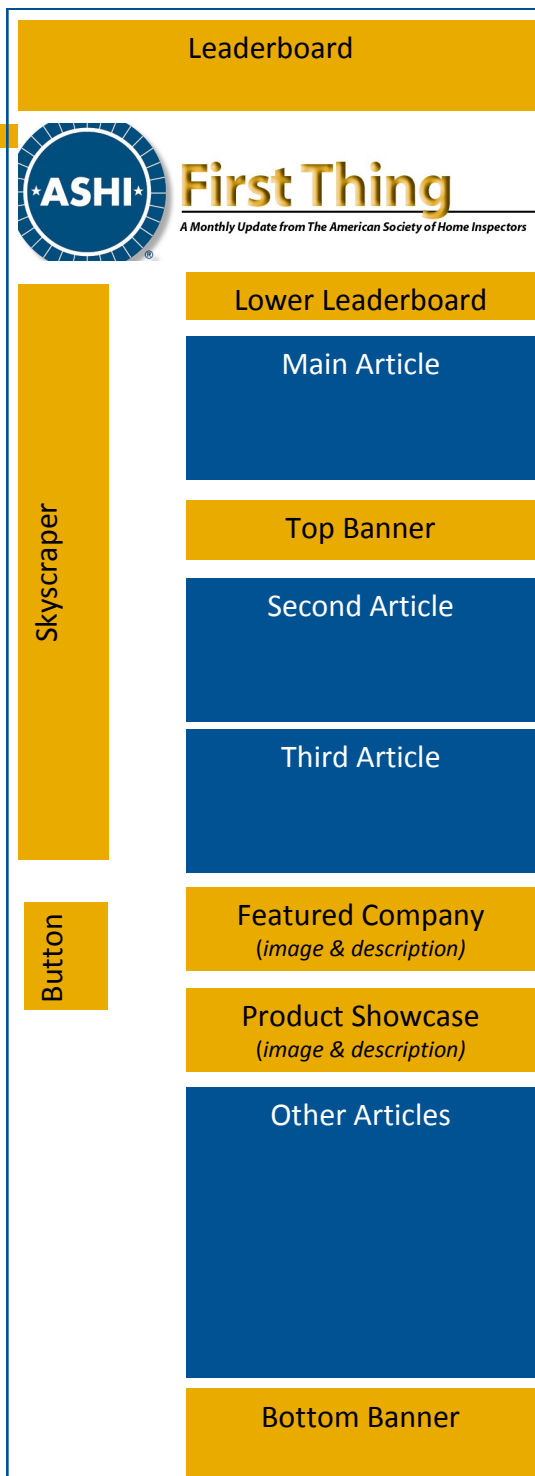 Leaderboard
★ASHI★
®
First Thing
A Monthly Update from The American Society of Home Inspectors
Lower Leaderboard
Main Article
Skyscraper
Top Banner
Second Article
Third Article
Button
Featured Company
(image & description)
Product Showcase
(image & description)
Other Articles
Bottom Banner